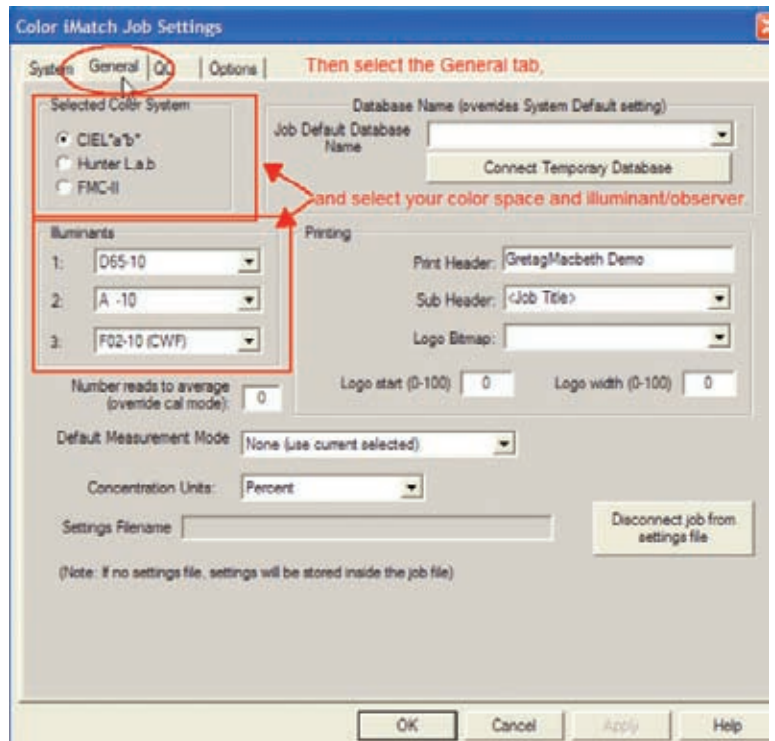 Color iMatch Job Settings
System General QC Options
Then select the General tab,
Selected Color System
CIEL*a*b*
Hunter L.a.b
FMC-II
Database Name (overrides System Default setting)
Job Default Database Name
Connect Temporary Database
and select your color space and illuminant/observer.
Illuminants
1: D65-10
2: A -10
3: F02-10 (CWF)
Printing
Print Header: GretagMacbeth Demo
Sub Header: <Job Title>
Logo Bitmap:
Logo start (0-100) 0 Logo width (0-100) 0
Number reads to average
(override cal mode): 0
Default Measurement Mode None (use current selected)
Concentration Units: Percent
Settings Filename
Disconnect job from
settings file
(Note: If no settings file, settings will be stored inside the job file)
OK Cancel Apply Help